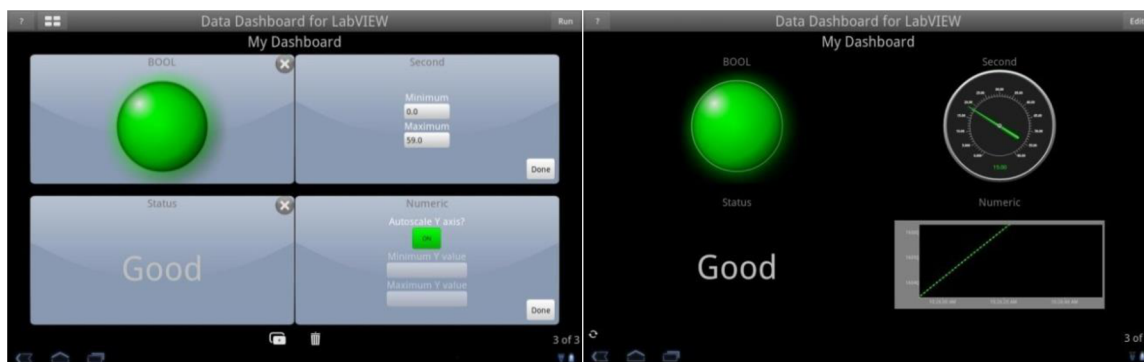 ?
Data Dashboard for LabVIEW
Run
My Dashboard
BOOL
Second
Minimum
0.0
Maximum
59.0
Done
Status
Numeric
Autoscale Y axis?
ON
Good
Minimum Y value
Maximum Y value
Done
3 of 3
?
Data Dashboard for LabVIEW
Edit
My Dashboard
BOOL
Second
Status
Numeric
Good
3 of